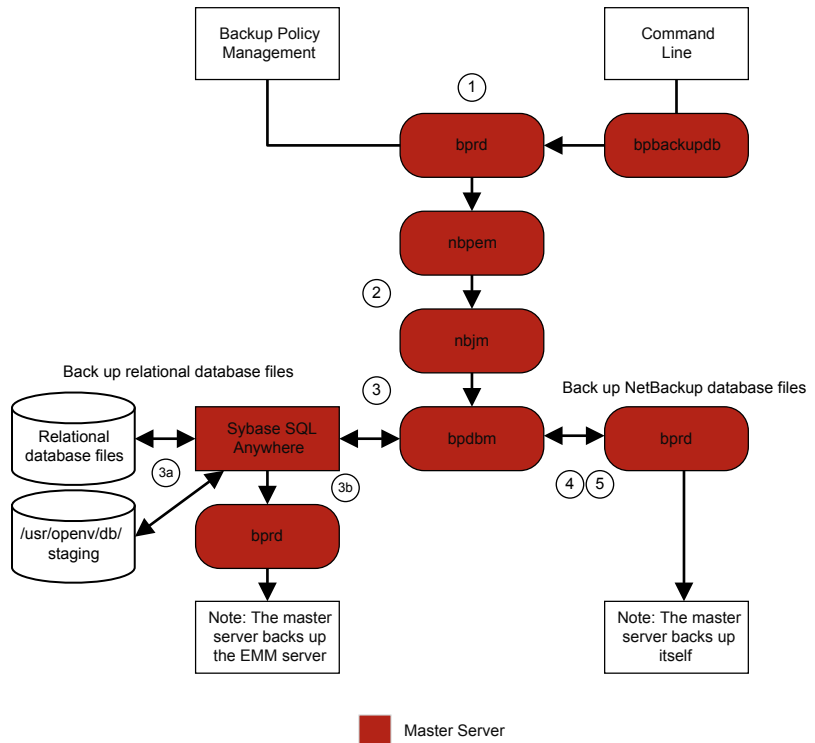 Backup Policy
Management
Command
Line
1
bprd
bpbackupdb
nbpem
2
nbjm
Back up relational database files
3
Back up NetBackup database files
Relational
database files
Sybase SQL
Anywhere
bpdbm
bprd
3a
3b
4
5
/usr/openv/db/
staging
bprd
Note: The master
server backs up
the EMM server
Note: The master
server backs up
itself
Master Server